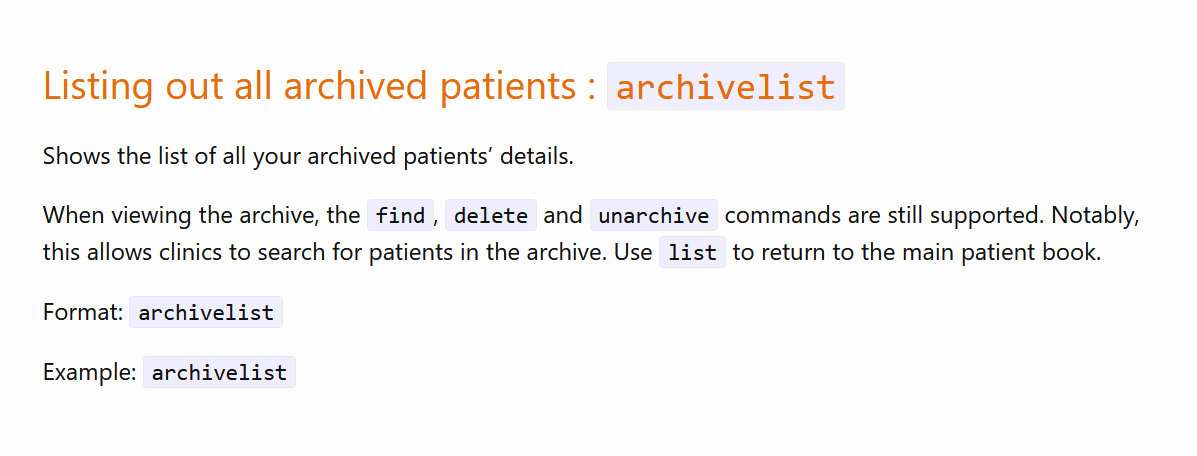 Listing out all archived patients : archivelist
Shows the list of all your archived patients’ details.
When viewing the archive, the find, delete and unarchive commands are still supported. Notably,
this allows clinics to search for patients in the archive. Use list to return to the main patient book.
Format: archivelist
Example: archivelist